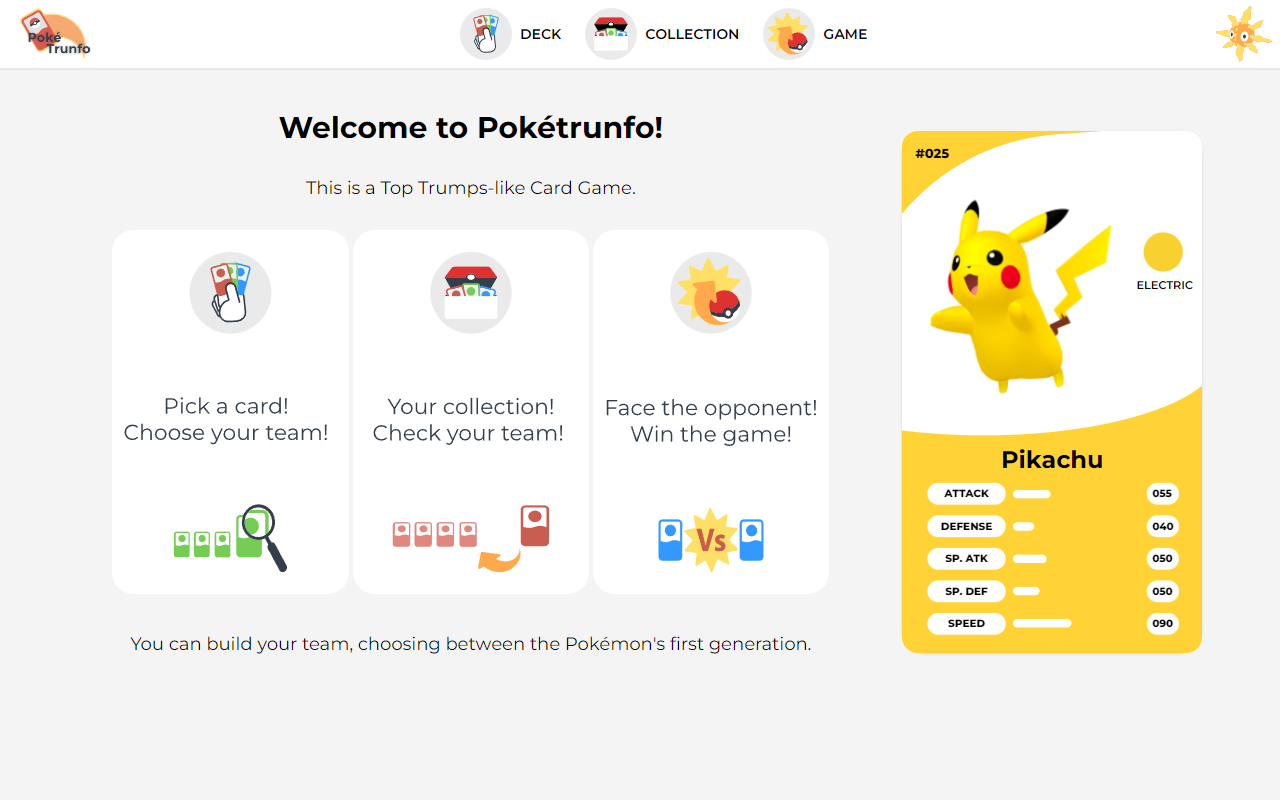 Poké
Trunfo
DECK
COLLECTION
GAME
Welcome to Pokétrunfo!
This is a Top Trumps-like Card Game.
Pick a card!
Choose your team!
Your collection!
Check your team!
Face the opponent!
Win the game!
Vs
You can build your team, choosing between the Pokémon's first generation.
#025
ELECTRIC
Pikachu
ATTACK 055
DEFENSE 040
SP. ATK 050
SP. DEF 050
SPEED 090